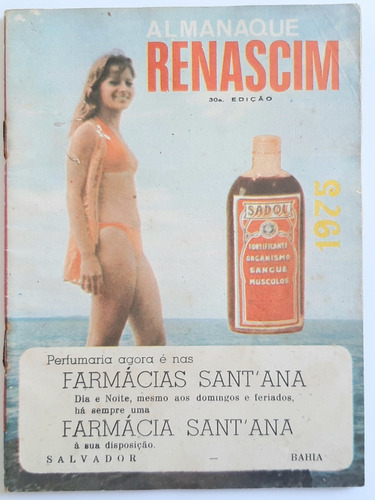 ALMANAQUE
RENASCIM
30a. EDIÇÃO
1975
SADOL
FORTIFICANTE
ORGANISMO
SANGUE
MUSCOLOS
Perfumaria agora é nas
FARMÁCIAS SANT'ANA
Dia e Noite, mesmo aos domingos e feriados,
há sempre uma
FARMÁCIA SANT'ANA
à sua disposição.
SALVADOR — BAHIA